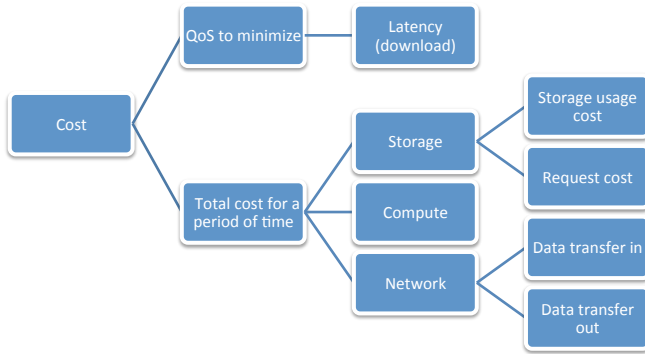 QoS to minimize
Latency
(download)
Cost
Storage usage
cost
Storage
Request cost
Total cost for a
period of time
Compute
Data transfer in
Network
Data transfer
out